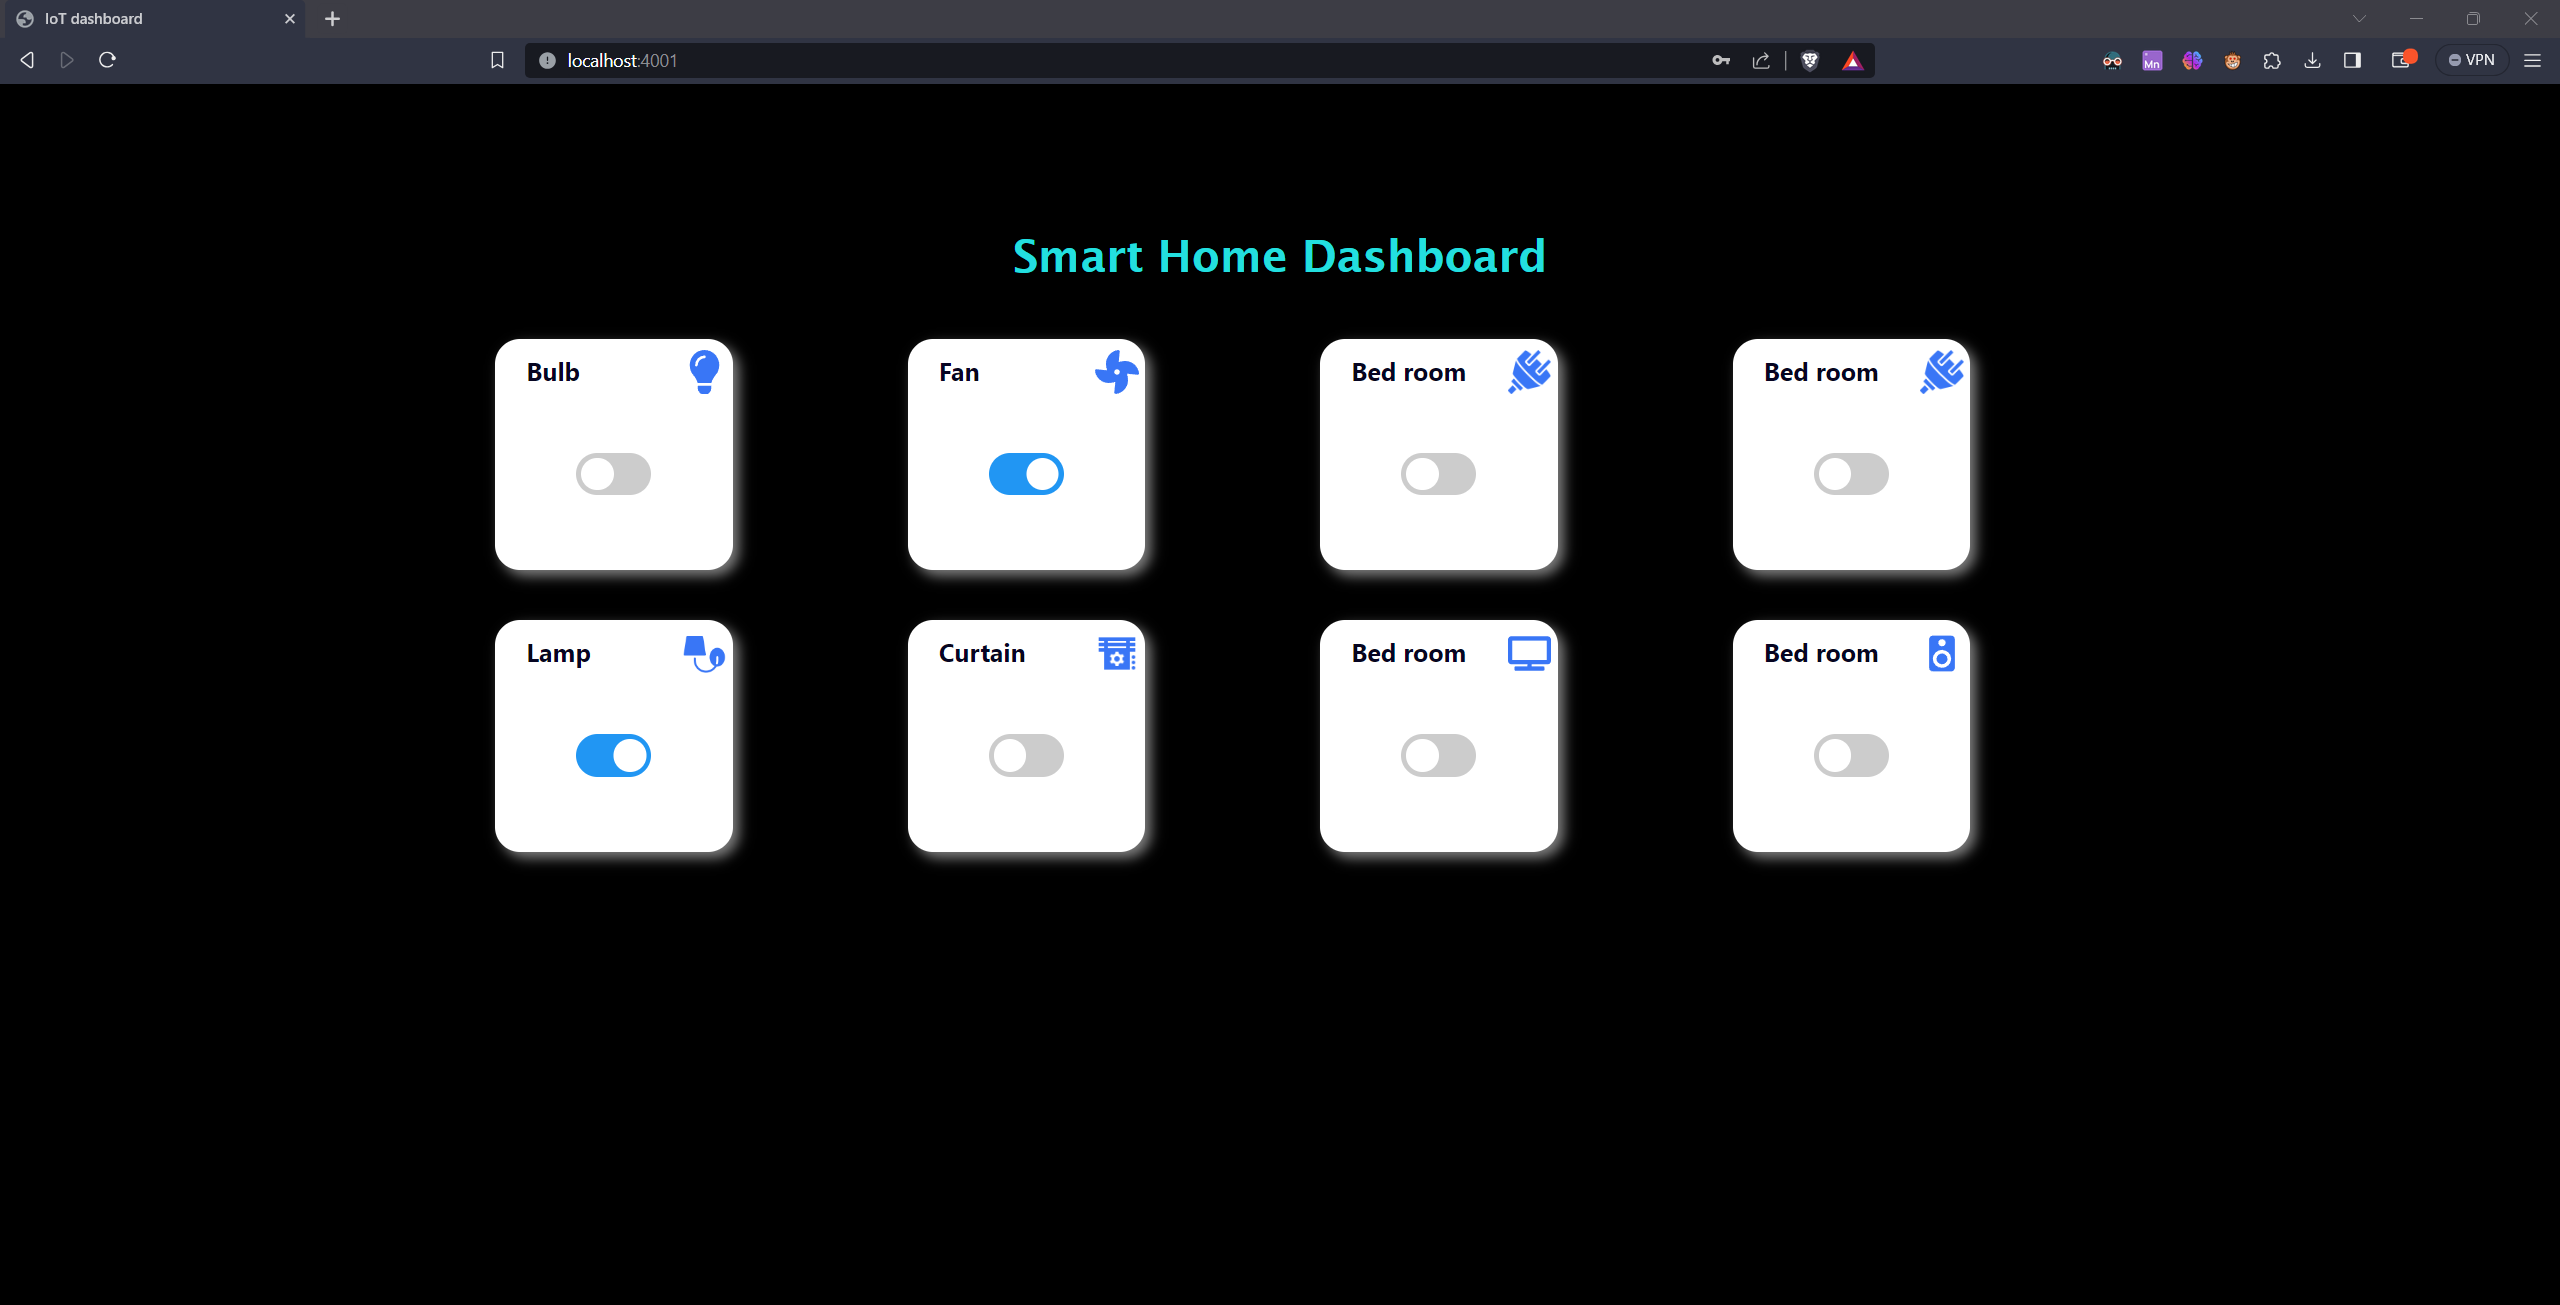 IoT dashboard
localhost:4001
Mn
VPN
Smart Home Dashboard
Bulb
Fan
Bed room
Bed room
Lamp
Curtain
Bed room
Bed room